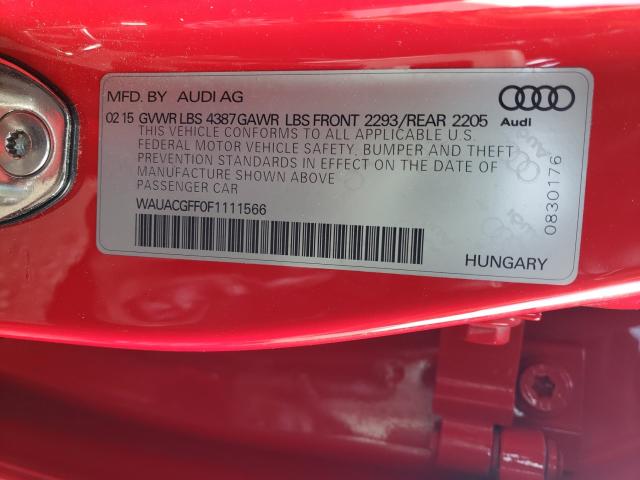 MFD. BY AUDI AG
02 15 GVWR LBS 4387 GAWR LBS FRONT 2293/REAR 2205
THIS VEHICLE CONFORMS TO ALL APPLICABLE U.S.
FEDERAL MOTOR VEHICLE SAFETY, BUMPER AND THEFT
PREVENTION STANDARDS IN EFFECT ON THE DATE OF
MANUFACTURE SHOWN ABOVE
PASSENGER CAR
WAUACGFF0F1111566
HUNGARY
Audi
0830176